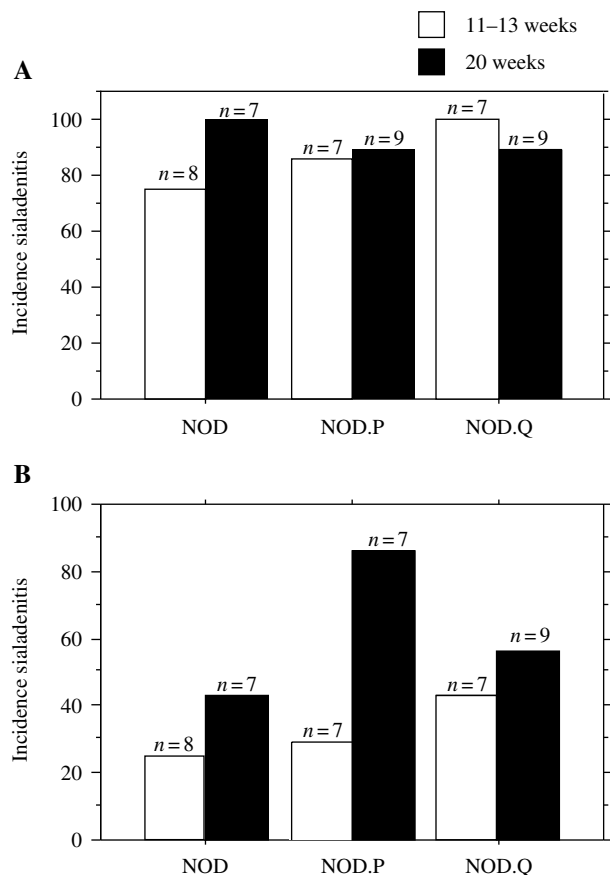 11–13 weeks
20 weeks
A
Incidence sialadenitis
100
80
60
40
20
0
n=8
n=7
n=7
n=9
n=7
n=9
NOD
NOD.P
NOD.Q
B
Incidence sialadenitis
100
80
60
40
20
0
n=8
n=7
n=7
n=7
n=7
n=9
NOD
NOD.P
NOD.Q